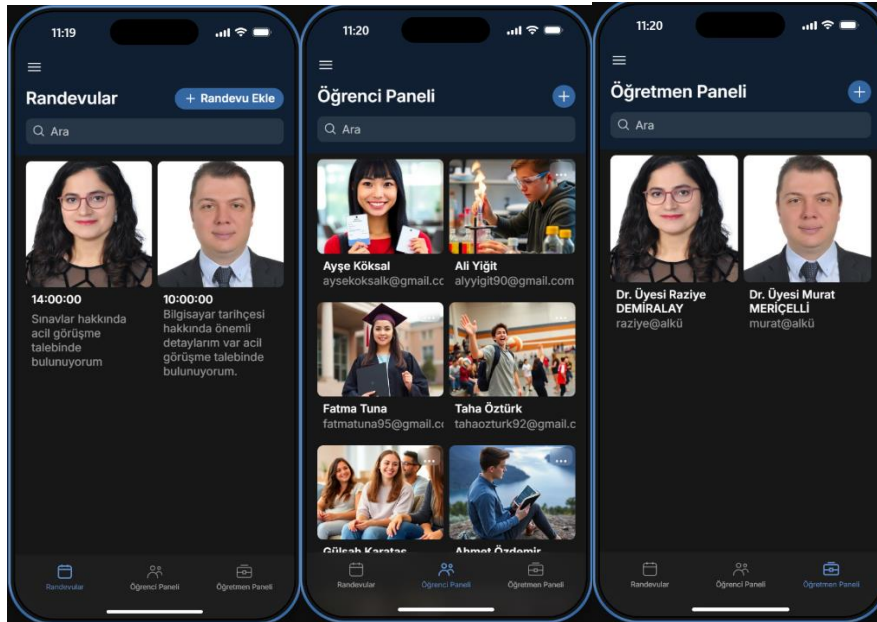 11:19
Randevular
+ Randevu Ekle
Ara
14:00:00
Sınavlar hakkında
acil görüşme
talebinde
bulunuyorum
10:00:00
Bilgisayar tarihçesi
hakkında önemli
detaylarım var acil
görüşme talebinde
bulunuyorum.
Randevular
Öğrenci Paneli
Öğretmen Paneli
11:20
Öğrenci Paneli
+
Ara
Ayşe Köksal
aysekoksalk@gmail.cc
Ali Yiğit
alyyigit90@gmail.com
Fatma Tuna
fatmatuna95@gmail.cc
Taha Öztürk
tahaozturk92@gmail.c
Gülşah Karataş
Ahmet Özdemir
Randevular
Öğrenci Paneli
Öğretmen Paneli
11:20
Öğretmen Paneli
+
Ara
Dr. Üyesi Raziye
DEMİRALAY
raziye@alkü
Dr. Üyesi Murat
MERİÇELLİ
murat@alkü
Randevular
Öğrenci Paneli
Öğretmen Paneli